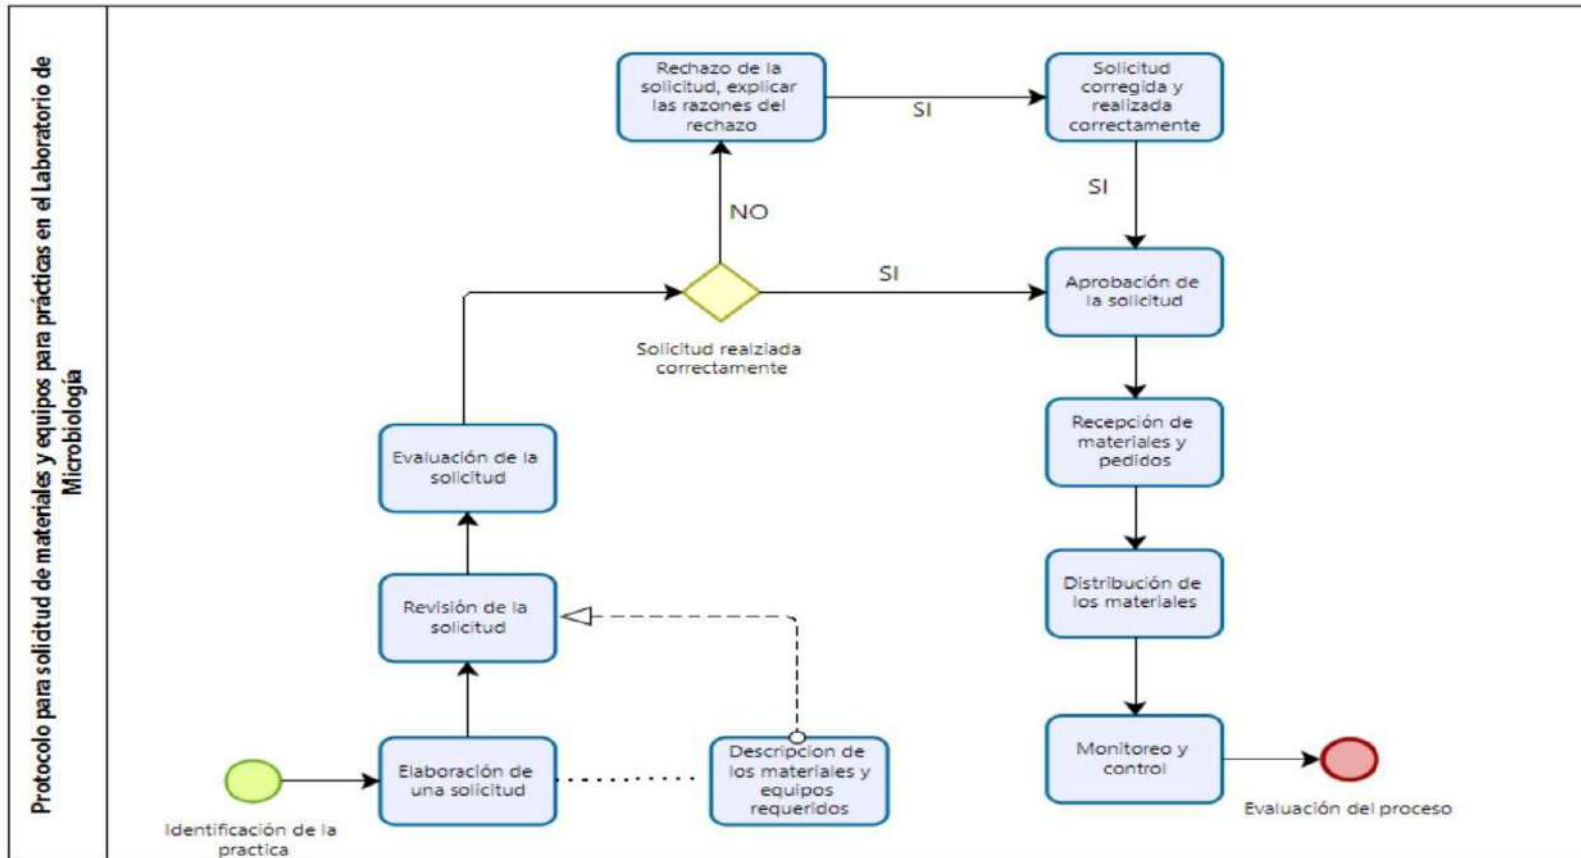 Protocolo para solicitud de materiales y equipos para prácticas en el Laboratorio de
Microbiología
Rechazo de la
solicitud, explicar
las razones del
rechazo
SI
Solicitud
corregida y
realizada
correctamente
SI
NO
SI
Solicitud realziada
correctamente
Aprobación de
la solicitud
Evaluación de la
solicitud
Recepción de
materiales y
pedidos
Revisión de la
solicitud
Distribución de
los materiales
Identificación de la
practica
Elaboración de
una solicitud
Descripcion de
los materiales y
equipos
requeridos
Monitoreo y
control
Evaluación del proceso